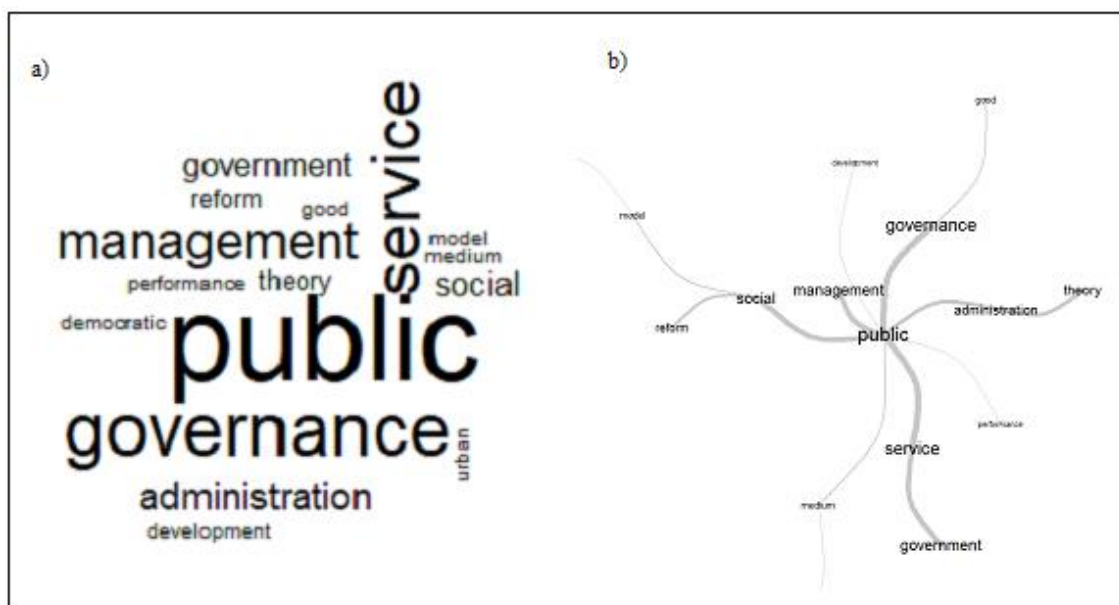 a)
service
government
reform
good
management
model
medium
performance
theory
social
democratic
public
governance
urban
administration
development
b)
good
development
governance
model
management
theory
social
administration
reform
public
performance
service
medium
government